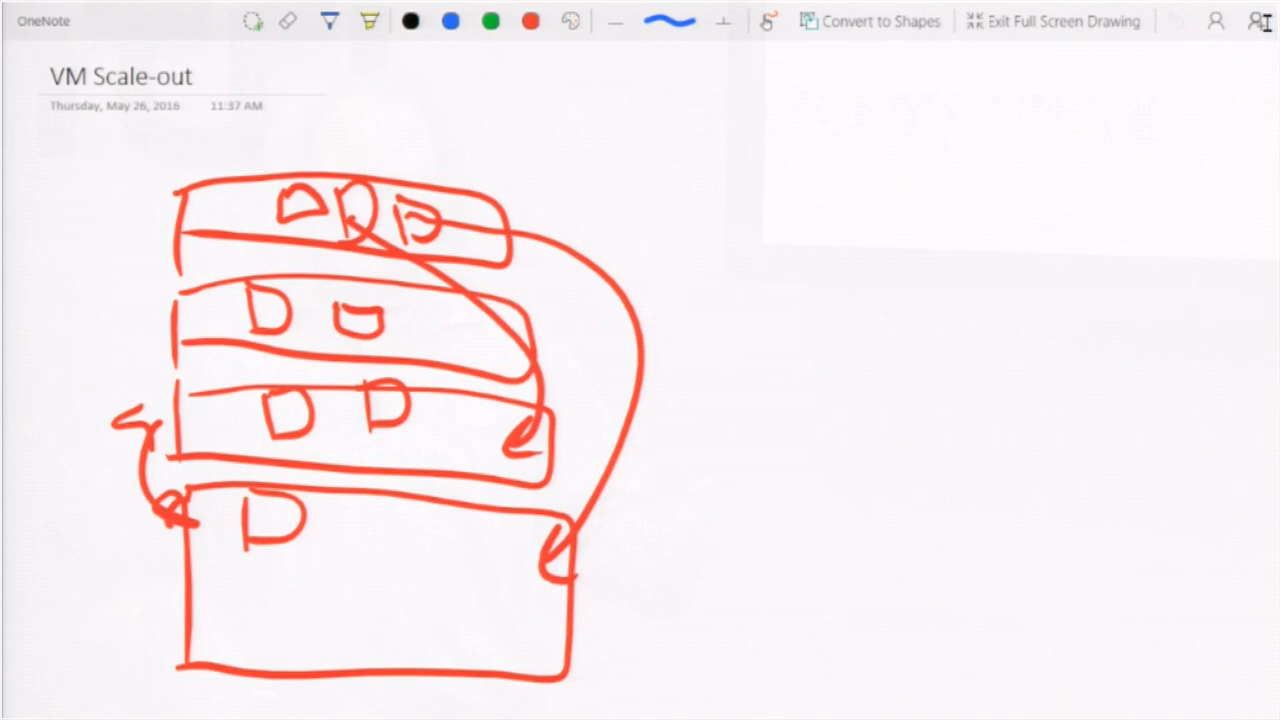 OneNote
Convert to Shapes
Exit Full Screen Drawing
VM Scale-out
Thursday, May 26, 2016 11:37 AM